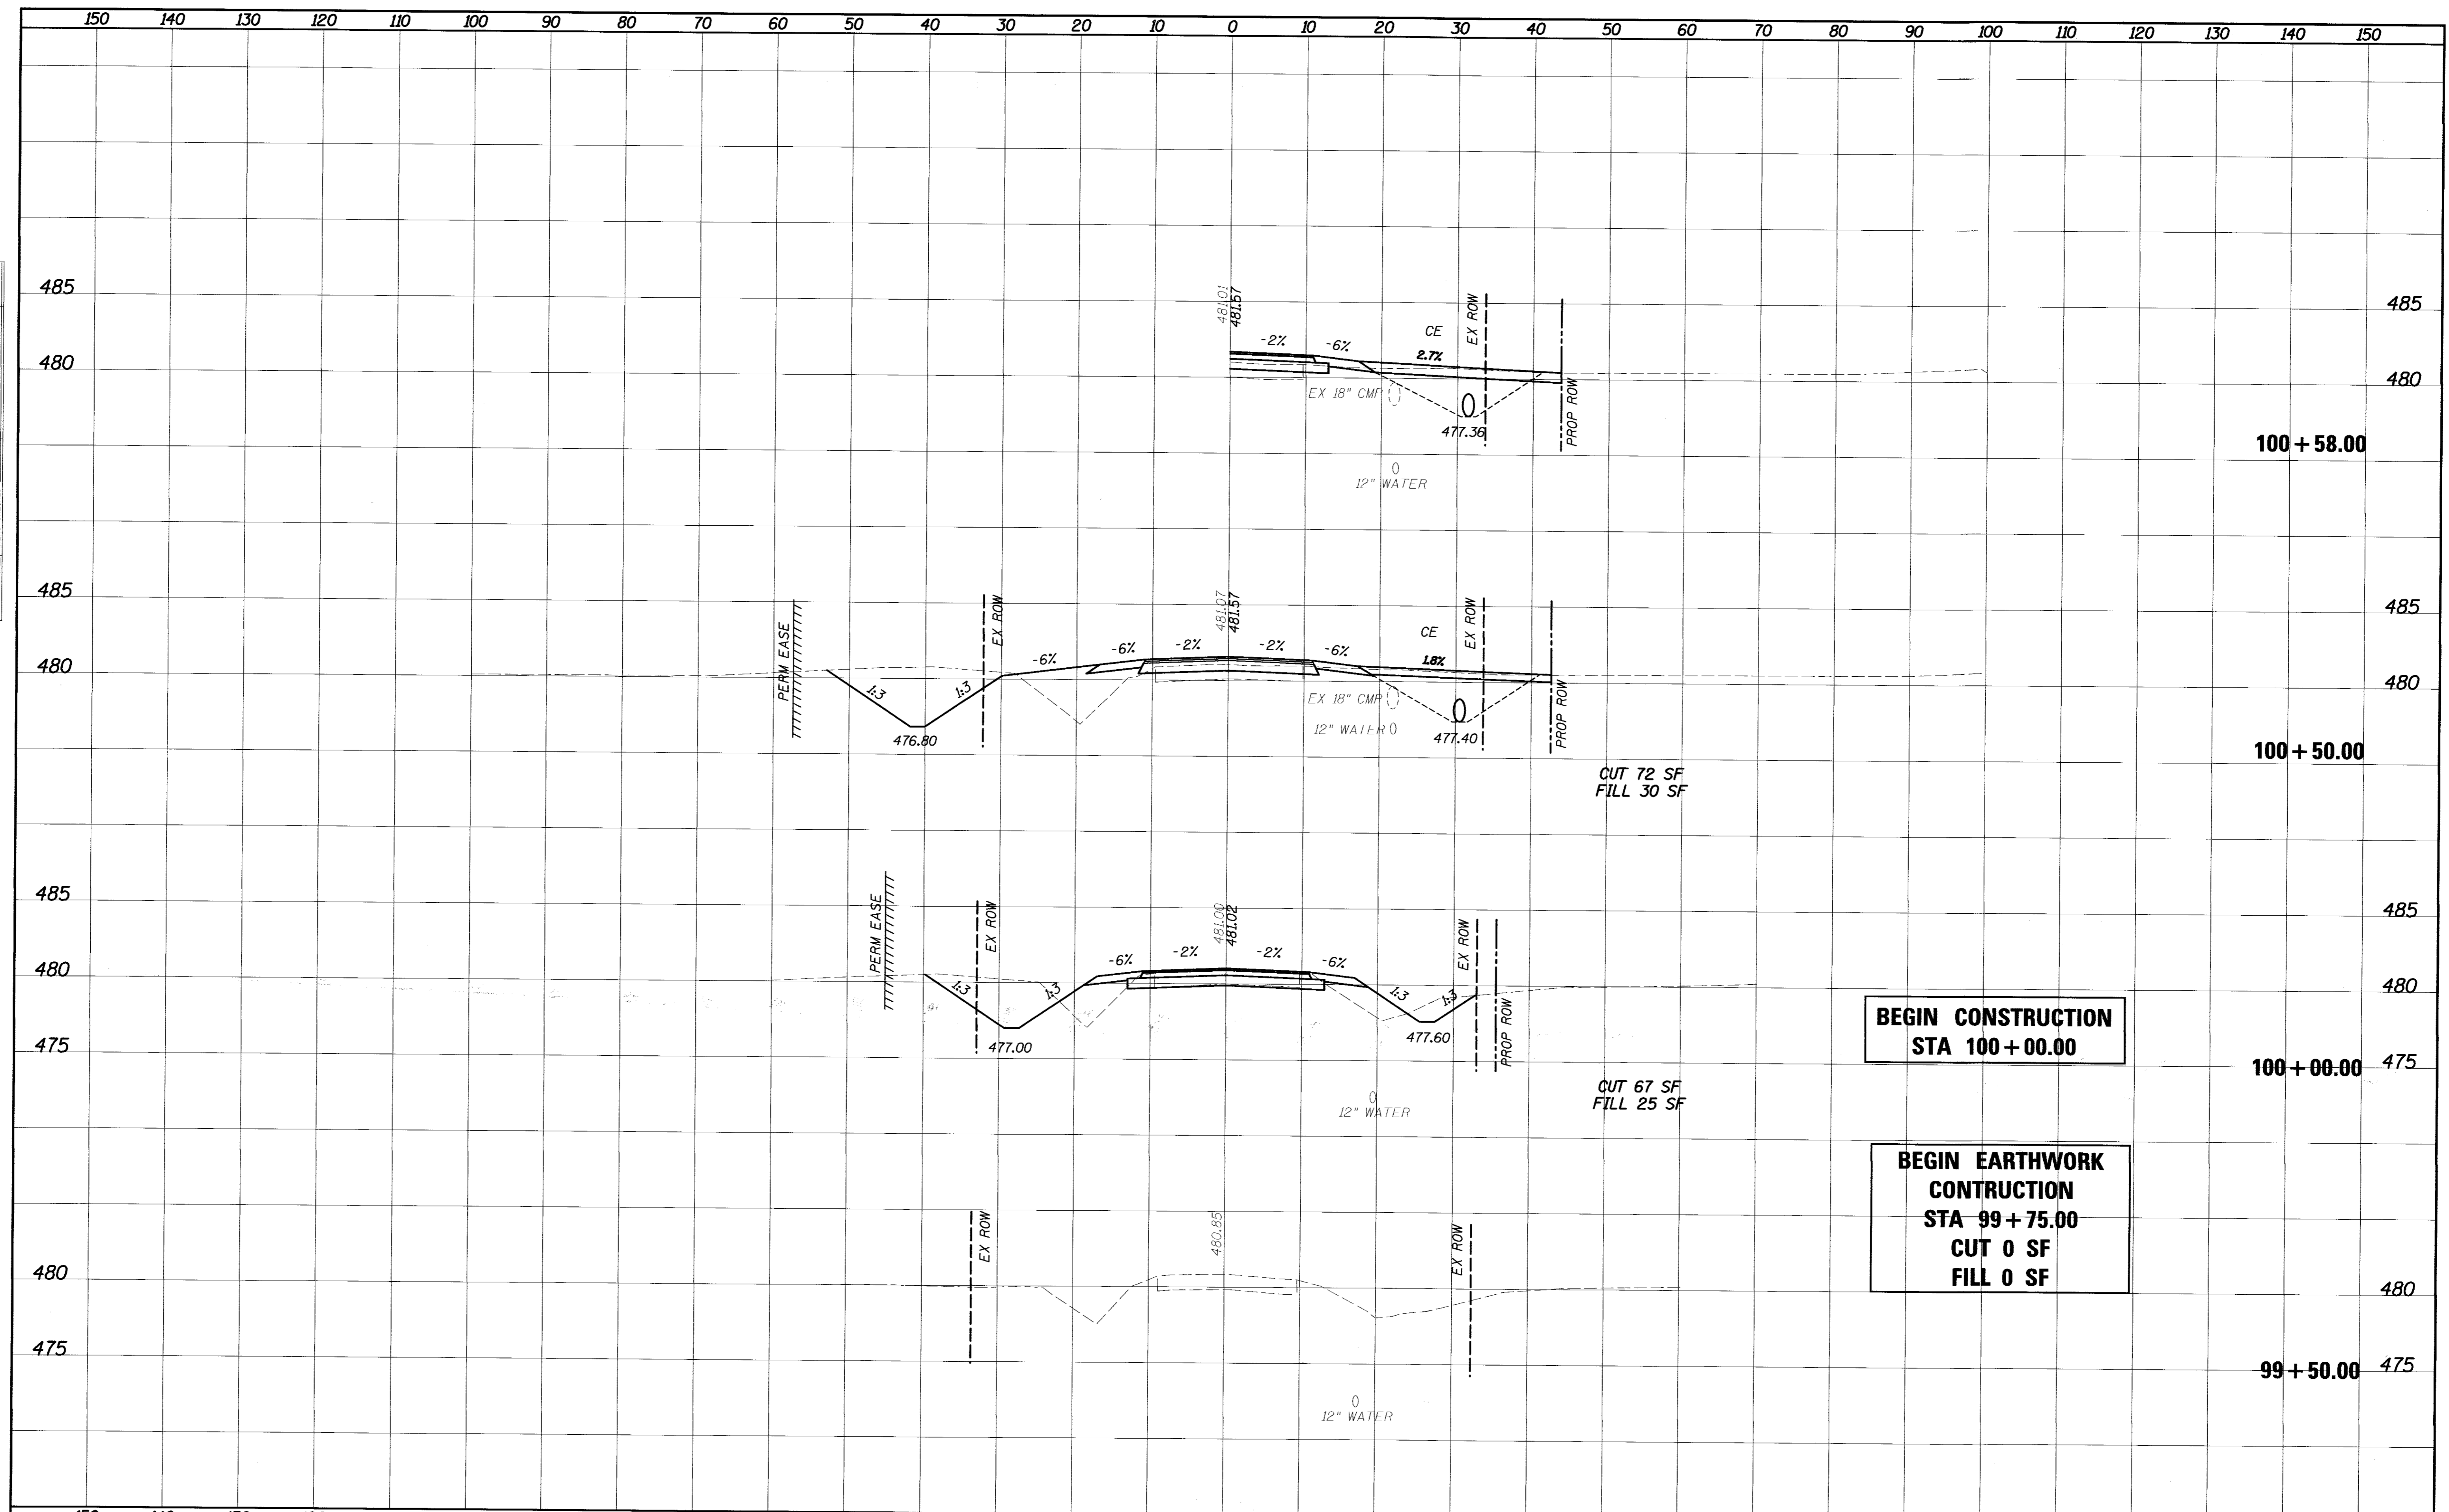 150 140 130 120 110 100 90 80 70 60 50 40 30 20 10 0 10 20 30 40 50 60 70 80 90 100 110 120 130 140 150
485
481.01
481.57
-2%
-6%
CE
2.7%
EX ROW
485
480
EX 18" CMP
477.36
PROP ROW
480
12" WATER
100+58.00
485
PERM EASE
EX ROW
-6%
-6%
-2%
481.07
481.57
-2%
-6%
CE
1.8%
EX ROW
485
480
1:3
1:3
476.80
EX 18" CMP
12" WATER
477.40
PROP ROW
480
100+50.00
CUT 72 SF
FILL 30 SF
485
PERM EASE
EX ROW
-6%
-2%
481.00
481.02
-2%
-6%
EX ROW
485
480
1:3
1:3
1:3
1:3
480
475
477.00
477.60
PROP ROW
BEGIN CONSTRUCTION
STA 100+00.00
100+00.00
475
12" WATER
CUT 67 SF
FILL 25 SF
BEGIN EARTHWORK
CONTRUCTION
STA 99+75.00
CUT 0 SF
FILL 0 SF
EX ROW
480.85
EX ROW
480
480
475
99+50.00
475
12" WATER